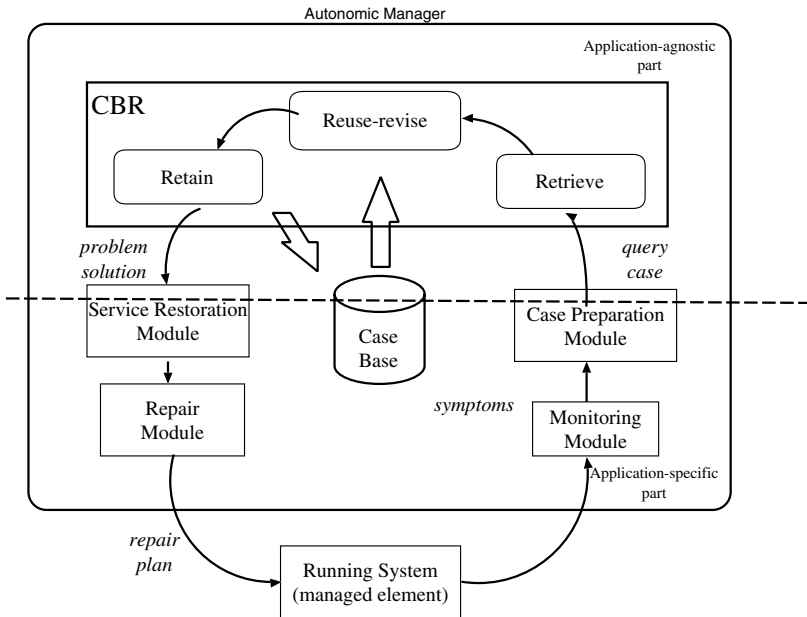 Autonomic Manager
Application-agnostic
part
CBR
Reuse-revise
Retain
Retrieve
problem
solution
query
case
Service Restoration
Module
Case
Base
Case Preparation
Module
Repair
Module
symptoms
Monitoring
Module
Application-specific
part
repair
plan
Running System
(managed element)